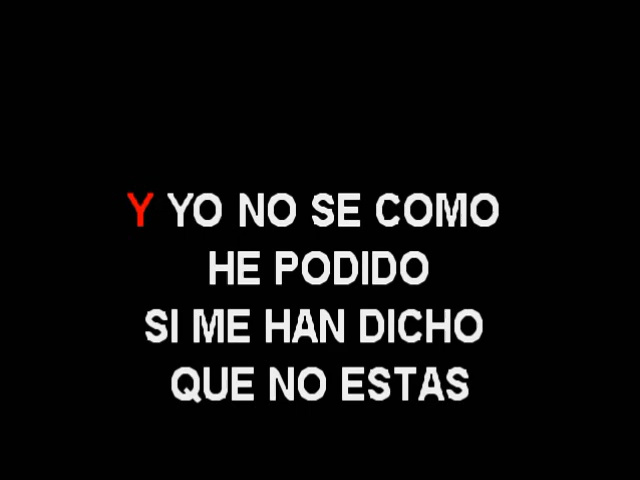 Y YO NO SE COMO
HE PODIDO
SI ME HAN DICHO
QUE NO ESTAS